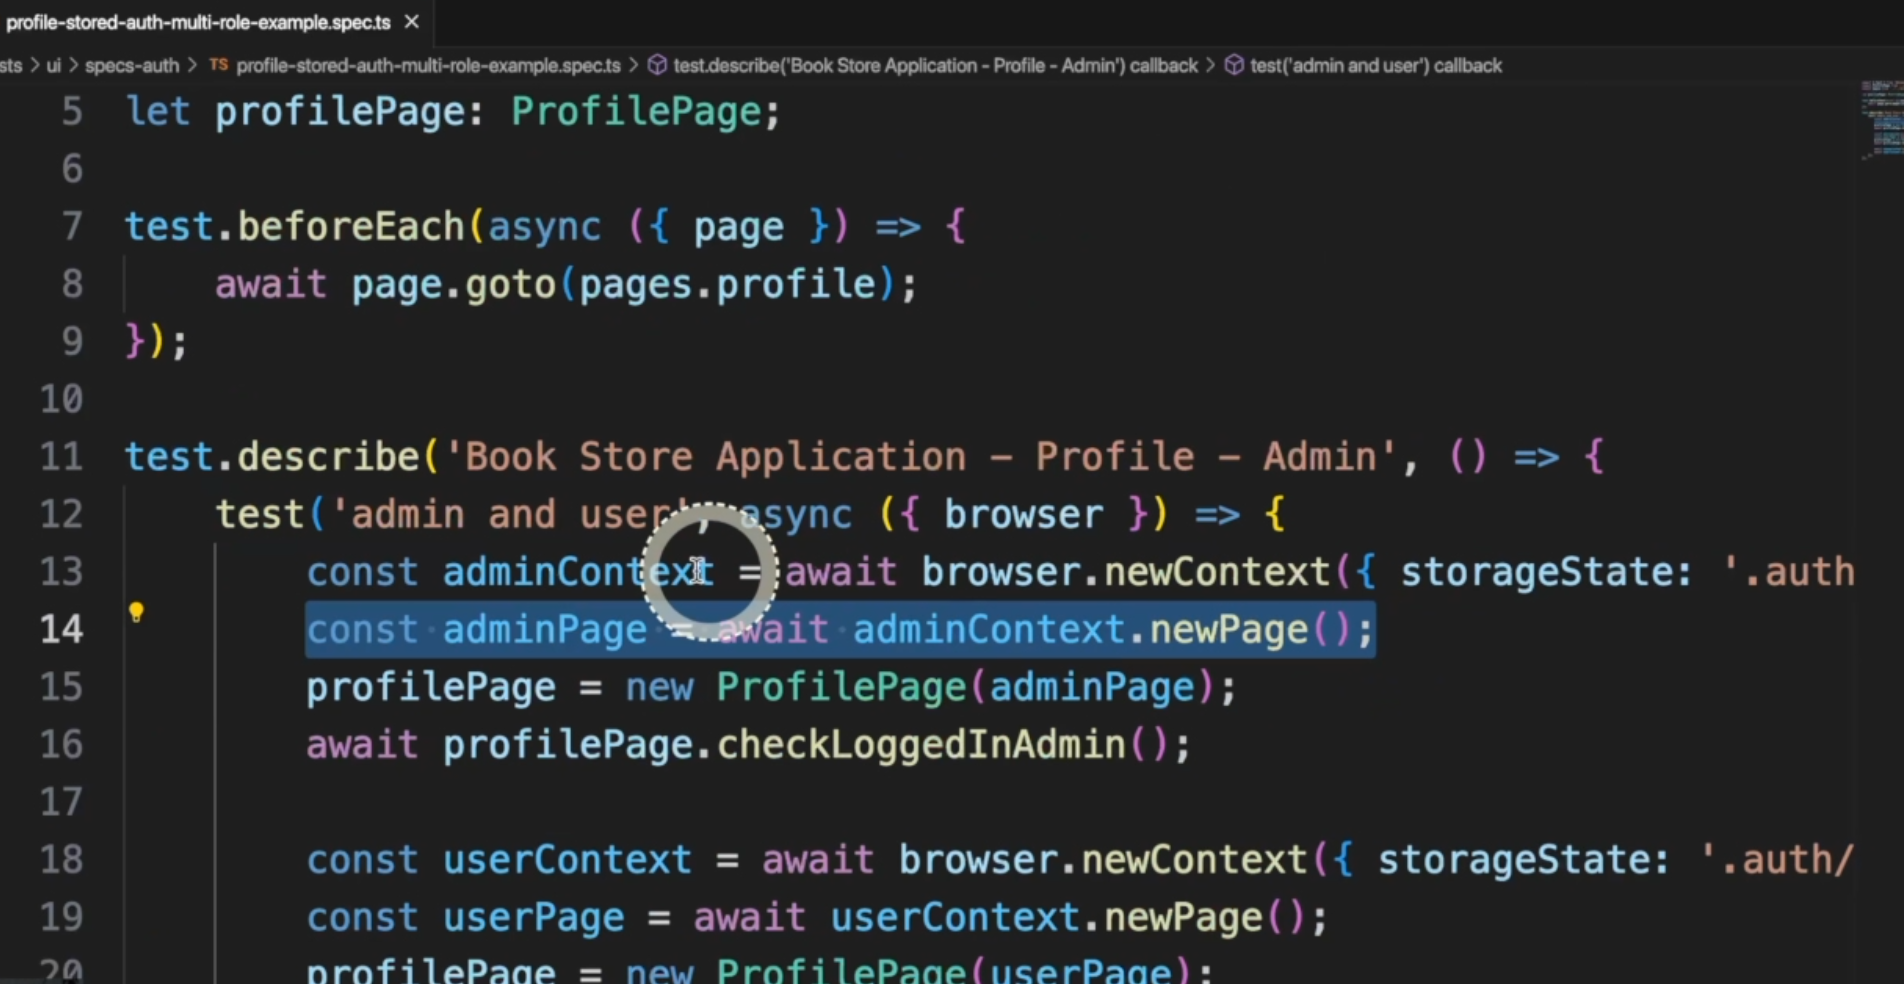 profile-stored-auth-multi-role-example.spec.ts ×
sts > ui > specs-auth > TS profile-stored-auth-multi-role-example.spec.ts > test.describe('Book Store Application - Profile - Admin') callback > test('admin and user') callback
5 let profilePage: ProfilePage;
6
7 test.beforeEach(async ({ page }) => {
8 await page.goto(pages.profile);
9 });
10
11 test.describe('Book Store Application – Profile – Admin', () => {
12 test('admin and user', async ({ browser }) => {
13 const adminContext = await browser.newContext({ storageState: '.auth
14 const adminPage = await adminContext.newPage();
15 profilePage = new ProfilePage(adminPage);
16 await profilePage.checkLoggedInAdmin();
17
18 const userContext = await browser.newContext({ storageState: '.auth/
19 const userPage = await userContext.newPage();
20 profilePage = new ProfilePage(userPage);